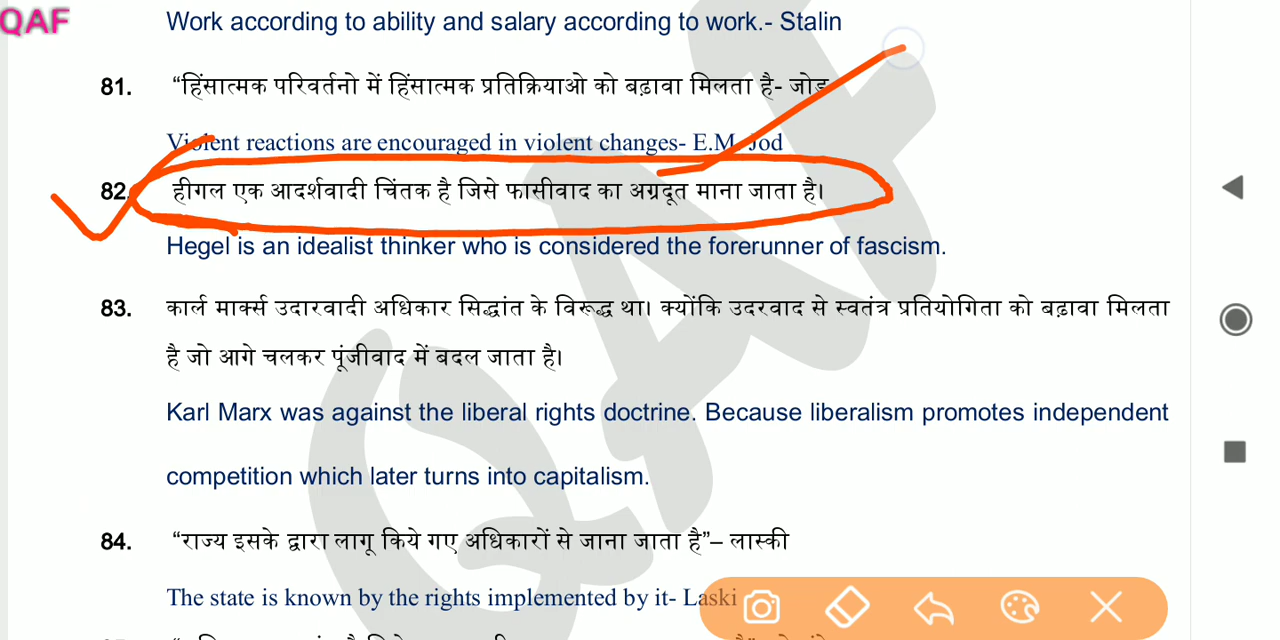 QAF
Work according to ability and salary according to work.- Stalin
81. “हिंसात्मक परिवर्तनो में हिंसात्मक प्रतिक्रियाओ को बढ़ावा मिलता है- जोड
Violent reactions are encouraged in violent changes- E.M. Jod
82. हीगल एक आदर्शवादी चिंतक है जिसे फासीवाद का अग्रदूत माना जाता है।
Hegel is an idealist thinker who is considered the forerunner of fascism.
83. कार्ल मार्क्स उदारवादी अधिकार सिद्धांत के विरूद्ध था। क्योंकि उदरवाद से स्वतंत्र प्रतियोगिता को बढ़ावा मिलता
है जो आगे चलकर पूंजीवाद में बदल जाता है।
Karl Marx was against the liberal rights doctrine. Because liberalism promotes independent
competition which later turns into capitalism.
84. “राज्य इसके द्वारा लागू किये गए अधिकारों से जाना जाता है”– लास्की
The state is known by the rights implemented by it- Laski